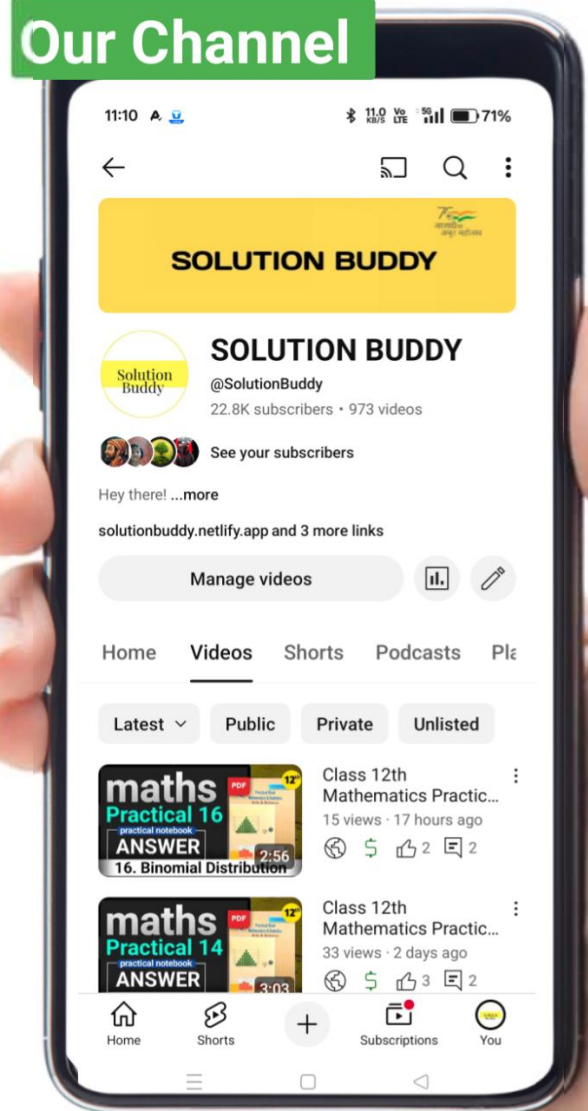 Our Channel
11:10
11.0 KB/S Vo LTE 5G 71%
SOLUTION BUDDY
Solution
Buddy
SOLUTION BUDDY
@SolutionBuddy
22.8K subscribers • 973 videos
See your subscribers
Hey there! ...more
solutionbuddy.netlify.app and 3 more links
Manage videos
Home Videos Shorts Podcasts Pla
Latest Public Private Unlisted
maths
PDF
12th
Practical 16
practical notebook
ANSWER
2:56
16. Binomial Distribution
Class 12th
Mathematics Practic...
15 views · 17 hours ago
2 2
maths
PDF
12th
Practical 14
practical notebook
ANSWER
3:03
Class 12th
Mathematics Practic...
33 views · 2 days ago
3 2
Home Shorts Subscriptions You